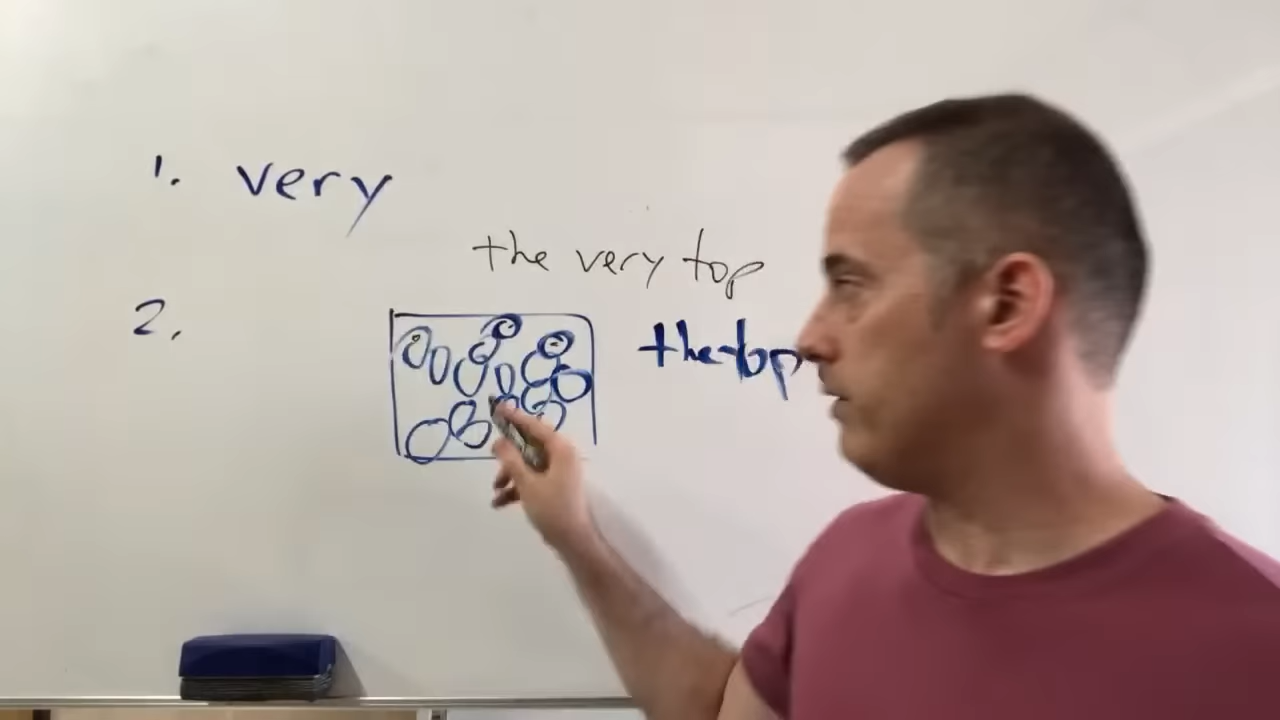 1. very
the very top
2.
the top